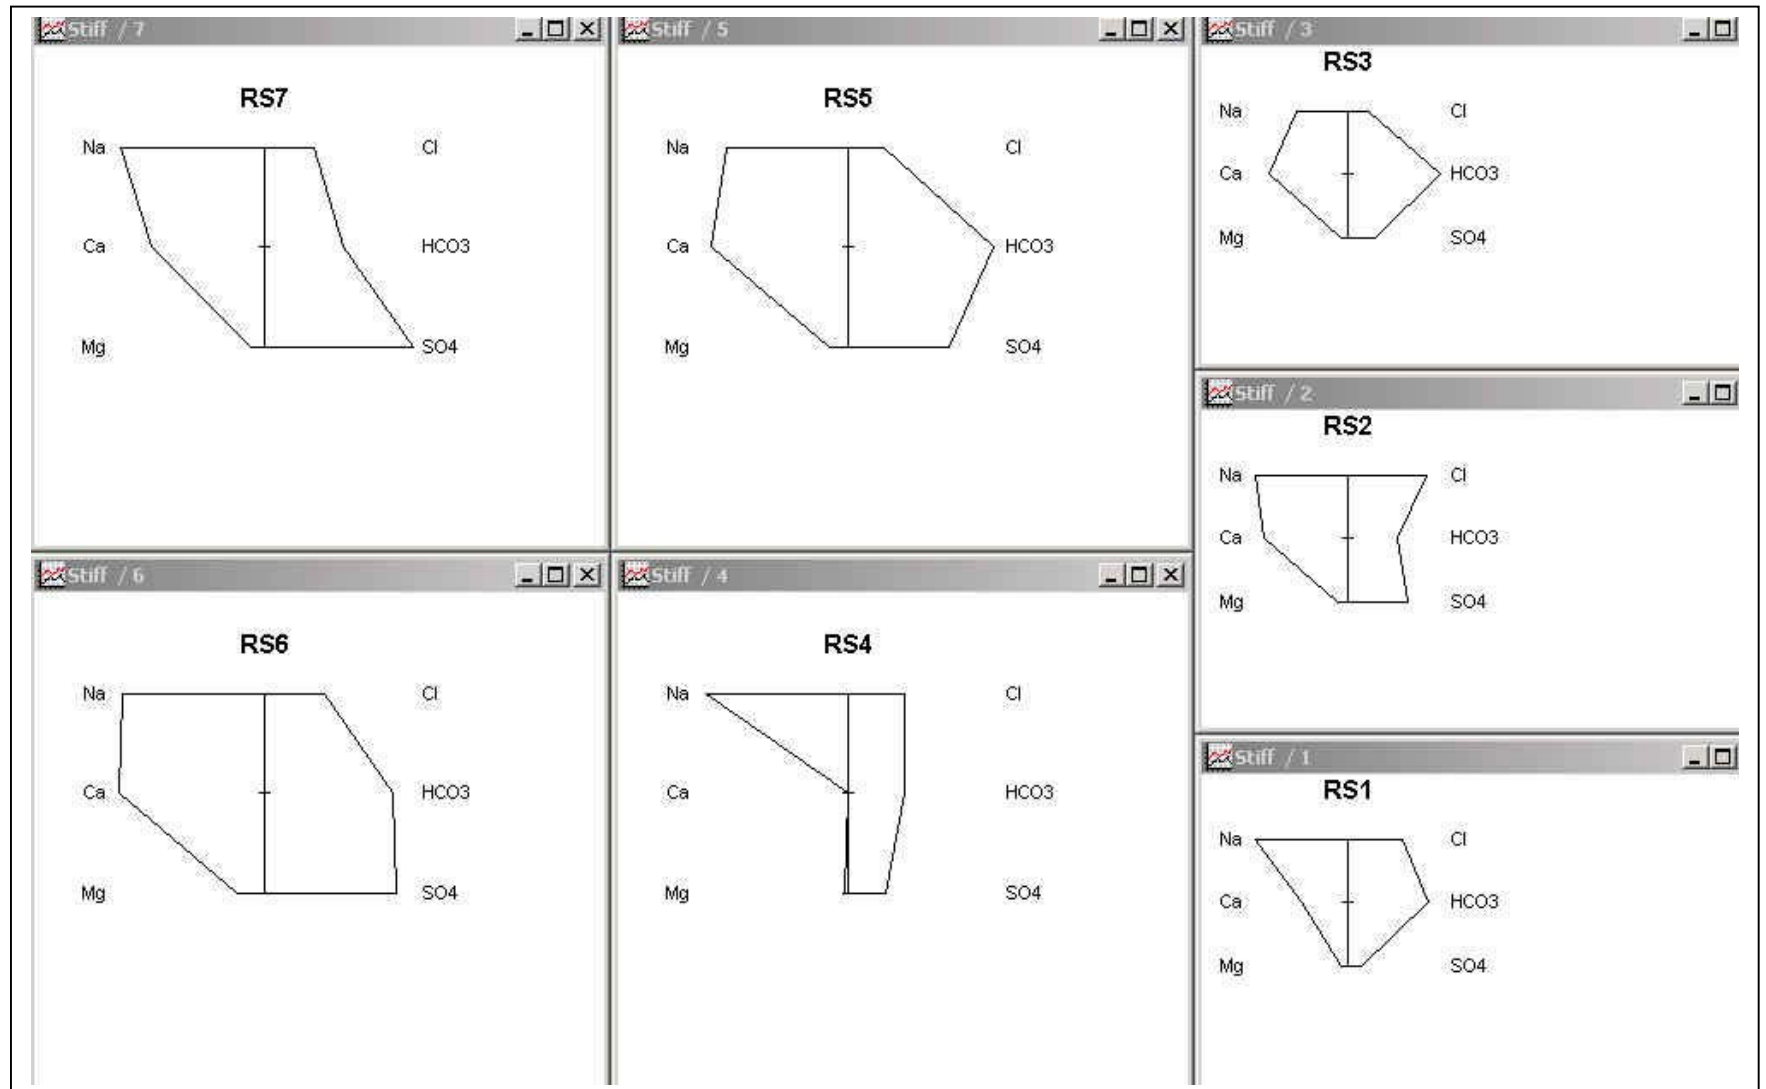 Stiff / 7
RS7
Na Cl
Ca HCO3
Mg SO4
Stiff / 5
RS5
Na Cl
Ca HCO3
Mg SO4
Stiff / 3
RS3
Na Cl
Ca HCO3
Mg SO4
Stiff / 2
RS2
Na Cl
Ca HCO3
Mg SO4
Stiff / 6
RS6
Na Cl
Ca HCO3
Mg SO4
Stiff / 4
RS4
Na Cl
Ca HCO3
Mg SO4
Stiff / 1
RS1
Na Cl
Ca HCO3
Mg SO4